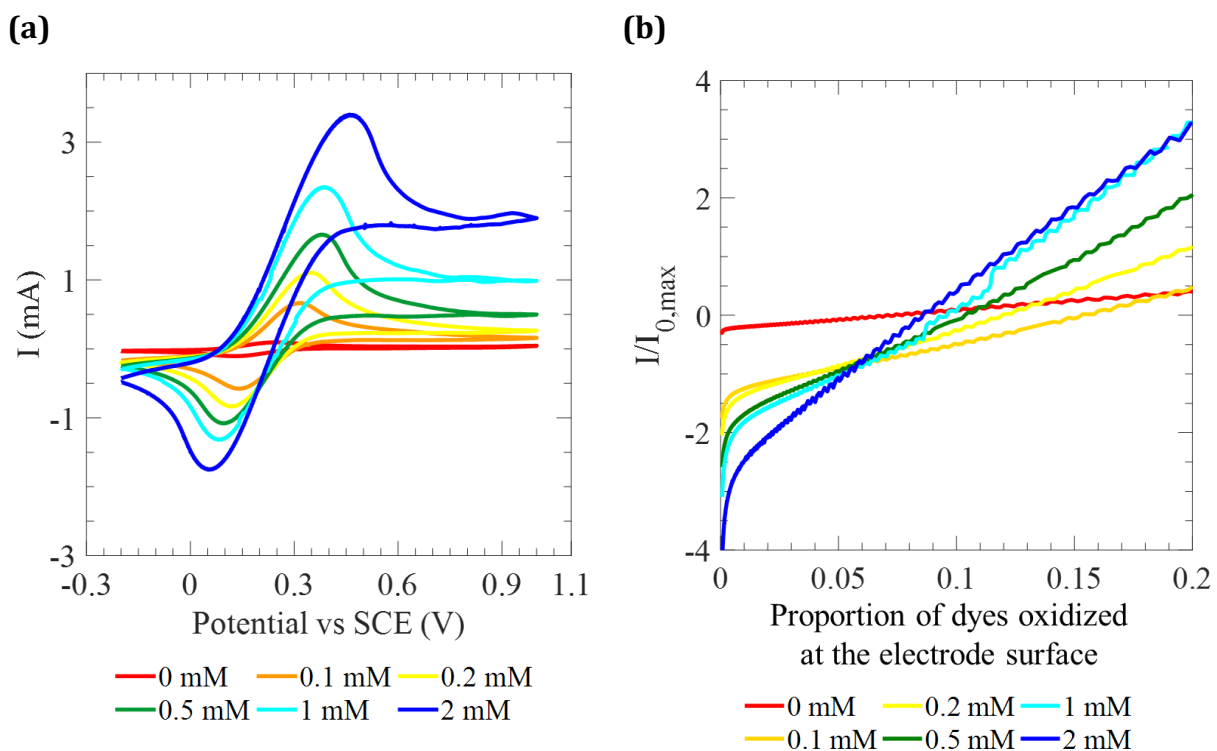 (a)
I (mA)
3
1
-1
-3
-0.3 0 0.3 0.6 0.9 1.1
Potential vs SCE (V)
0 mM 0.1 mM 0.2 mM
0.5 mM 1 mM 2 mM
(b)
I/I0,max
4
2
0
-2
-4
0 0.05 0.1 0.15 0.2
Proportion of dyes oxidized
at the electrode surface
0 mM 0.2 mM 1 mM
0.1 mM 0.5 mM 2 mM